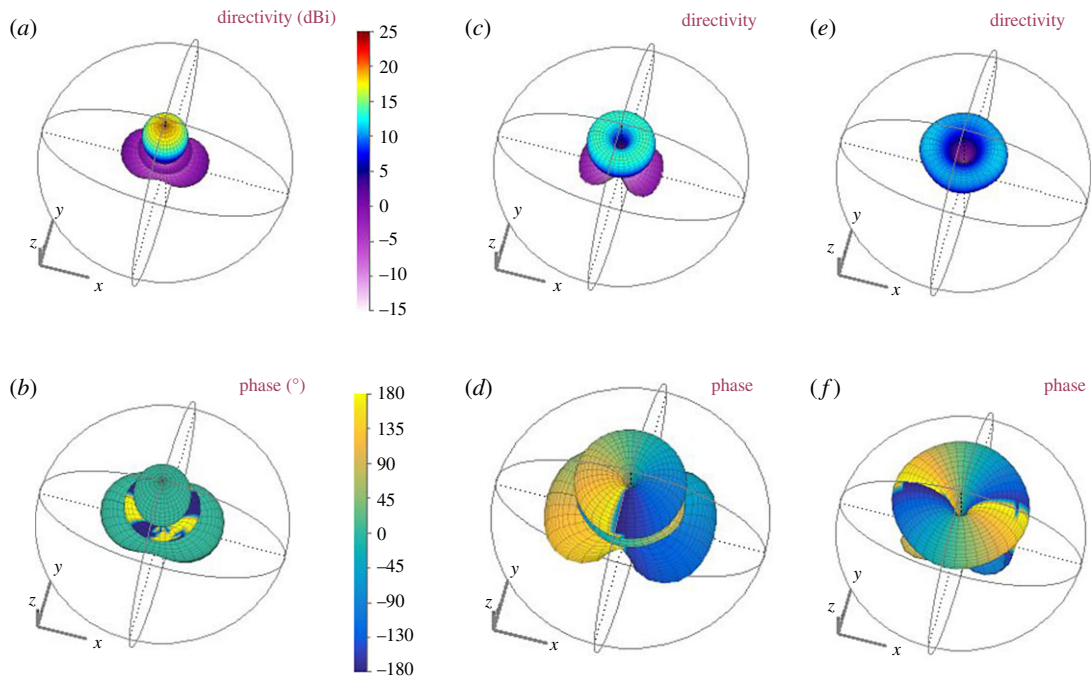 (a) directivity (dBi)
25
20
15
10
5
0
–5
–10
–15
y
z
x
(c) directivity
y
z
x
(e) directivity
y
z
x
(b) phase (°)
180
135
90
45
0
–45
–90
–130
–180
y
z
x
(d) phase
y
z
x
(f) phase
y
z
x